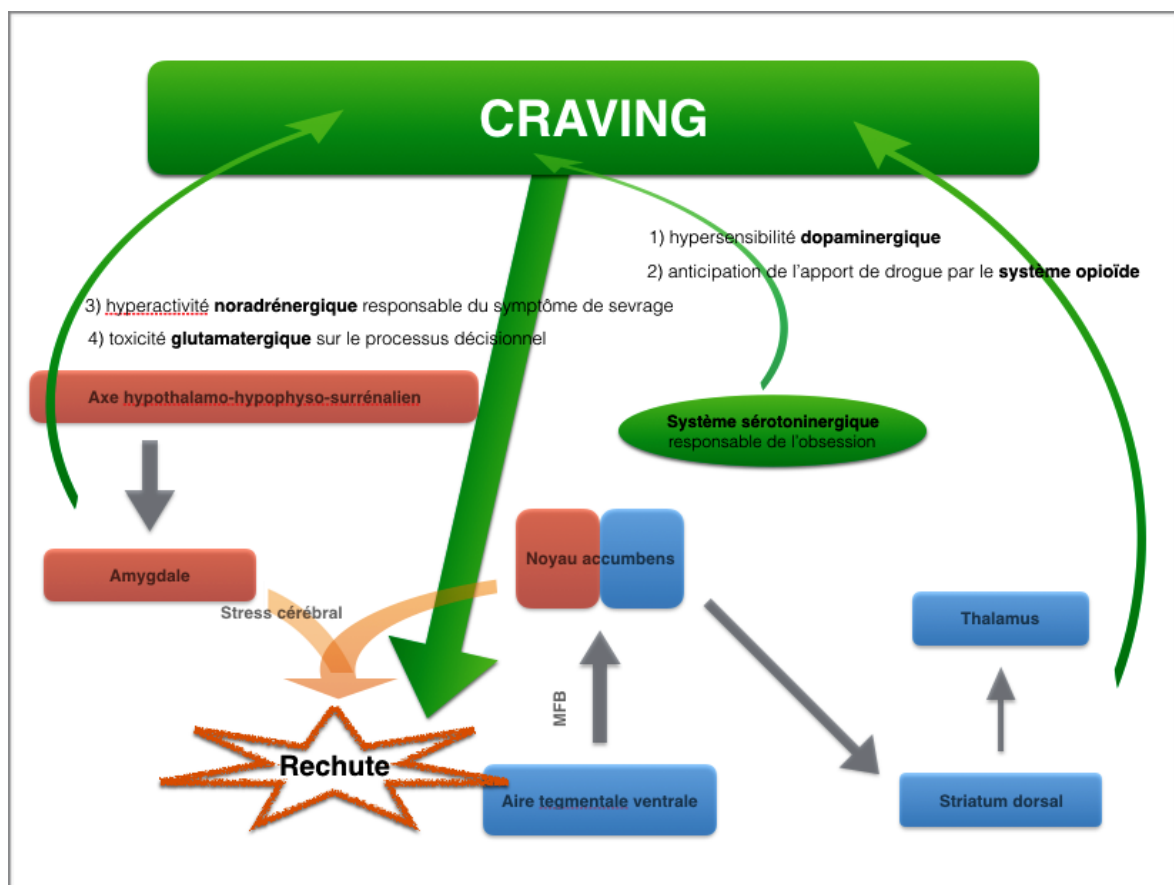 CRAVING
1) hypersensibilité dopaminergique
2) anticipation de l'apport de drogue par le système opioïde
3) hyperactivité noradrénergique responsable du symptôme de sevrage
4) toxicité glutamatergique sur le processus décisionnel
Axe hypothalamo-hypophyso-surrénalien
Système sérotoninergique
responsable de l'obsession
Noyau accumbens
Amygdale
Stress cérébral
Thalamus
MFB
Rechute
Aire tegmentale ventrale
Striatum dorsal